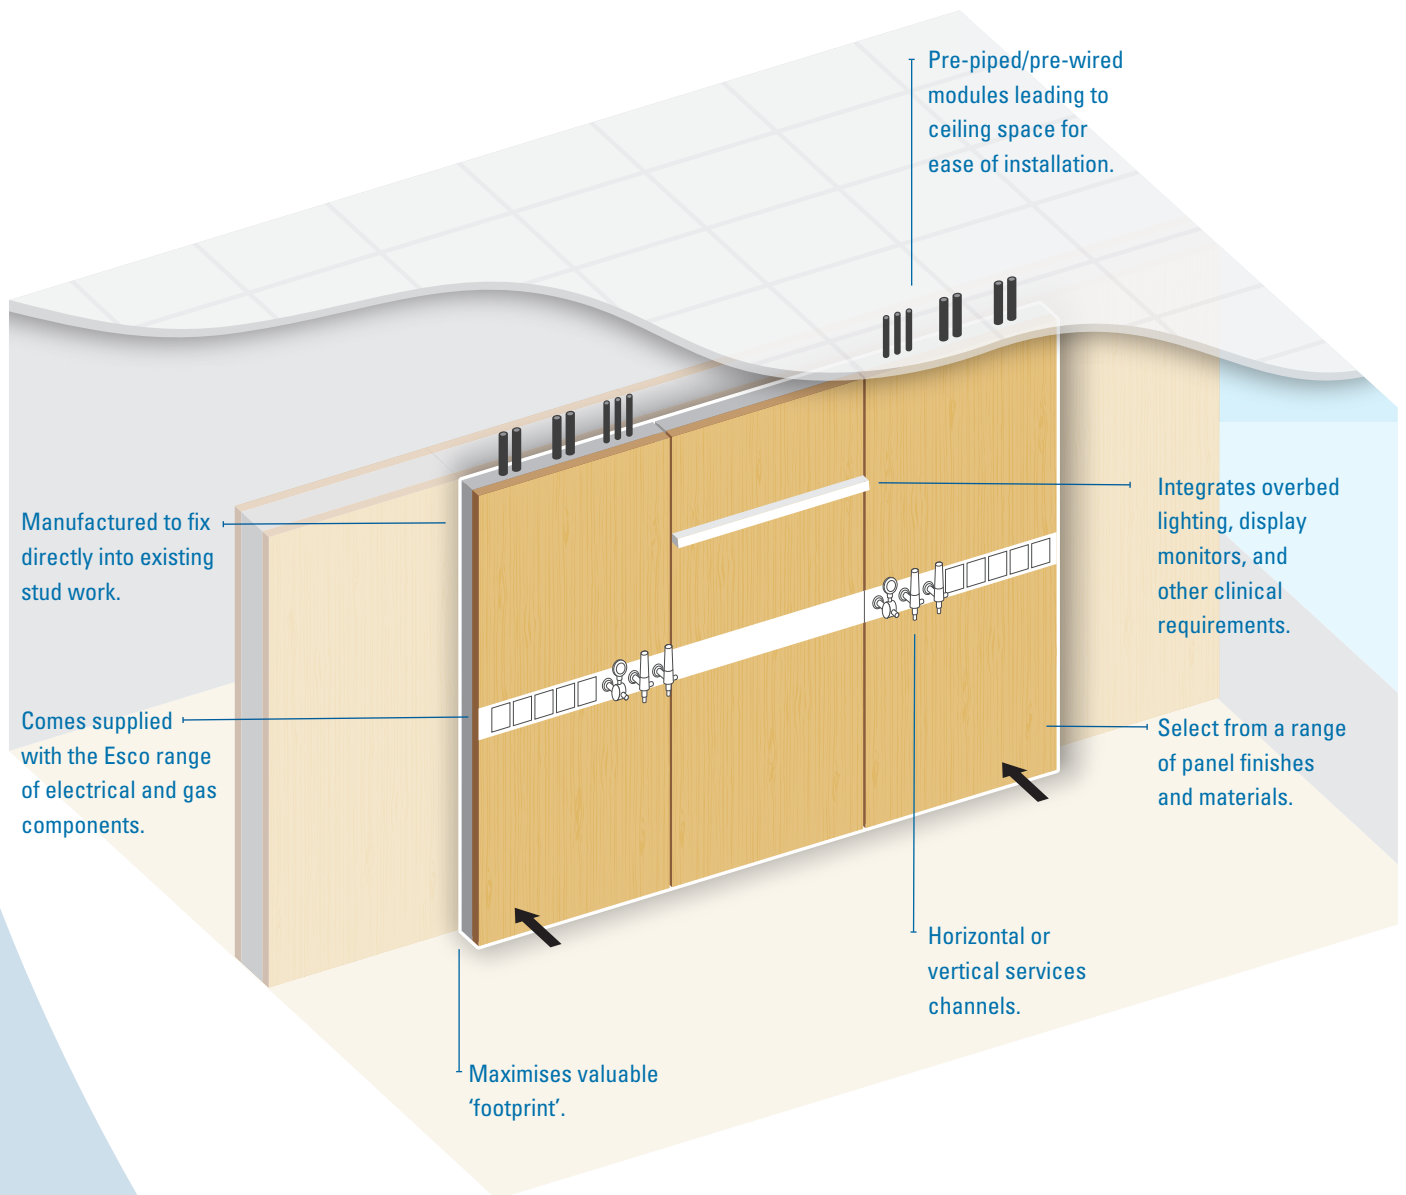 Pre-piped/pre-wired
modules leading to
ceiling space for
ease of installation.
Manufactured to fix
directly into existing
stud work.
Integrates overbed
lighting, display
monitors, and
other clinical
requirements.
Comes supplied
with the Esco range
of electrical and gas
components.
Select from a range
of panel finishes
and materials.
Horizontal or
vertical services
channels.
Maximises valuable
‘footprint’.